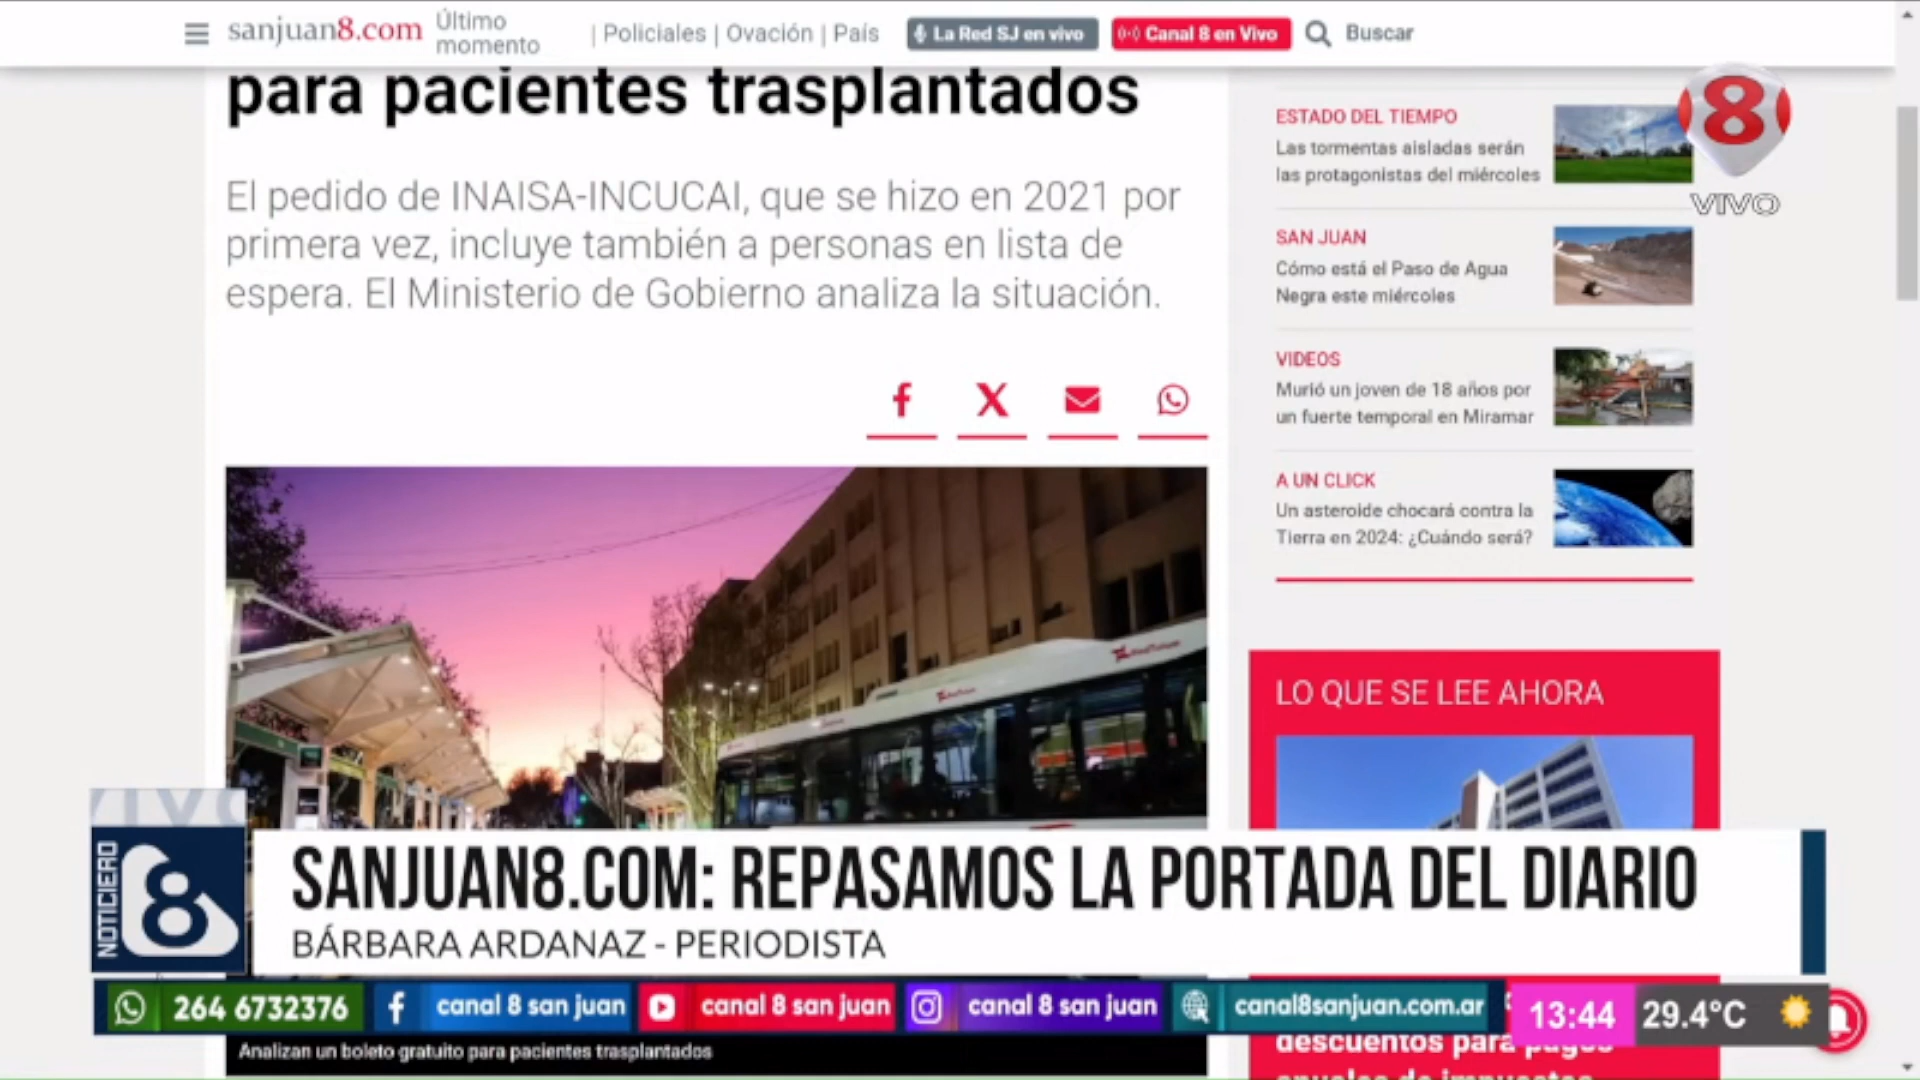 sanjuan8.com
Último
momento
| Policiales | Ovación | País
La Red SJ en vivo
Canal 8 en Vivo
Buscar
para pacientes trasplantados
El pedido de INAISA-INCUCAI, que se hizo en 2021 por
primera vez, incluye también a personas en lista de
espera. El Ministerio de Gobierno analiza la situación.
ESTADO DEL TIEMPO
Las tormentas aisladas serán
las protagonistas del miércoles
SAN JUAN
Cómo está el Paso de Agua
Negra este miércoles
VIDEOS
Murió un joven de 18 años por
un fuerte temporal en Miramar
A UN CLICK
Un asteroide chocará contra la
Tierra en 2024: ¿Cuándo será?
8
VIVO
LO QUE SE LEE AHORA
VIVO
NOTICIERO
8
SANJUAN8.COM: REPASAMOS LA PORTADA DEL DIARIO
BÁRBARA ARDANAZ - PERIODISTA
264 6732376
canal 8 san juan
canal 8 san juan
canal 8 san juan
canal8sanjuan.com.ar
13:44
29.4°C
Analizan un boleto gratuito para pacientes trasplantados
descuentos para pagos
anuales de impuestos